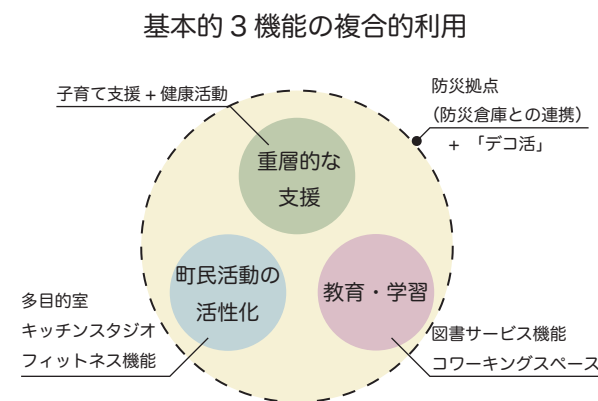 基本的3機能の複合的利用
子育て支援+健康活動
防災拠点
(防災倉庫との連携)
+ 「デコ活」
重層的な
支援
町民活動の
活性化
教育・学習
多目的室
キッチンスタジオ
フィットネス機能
図書サービス機能
コワーキングスペース